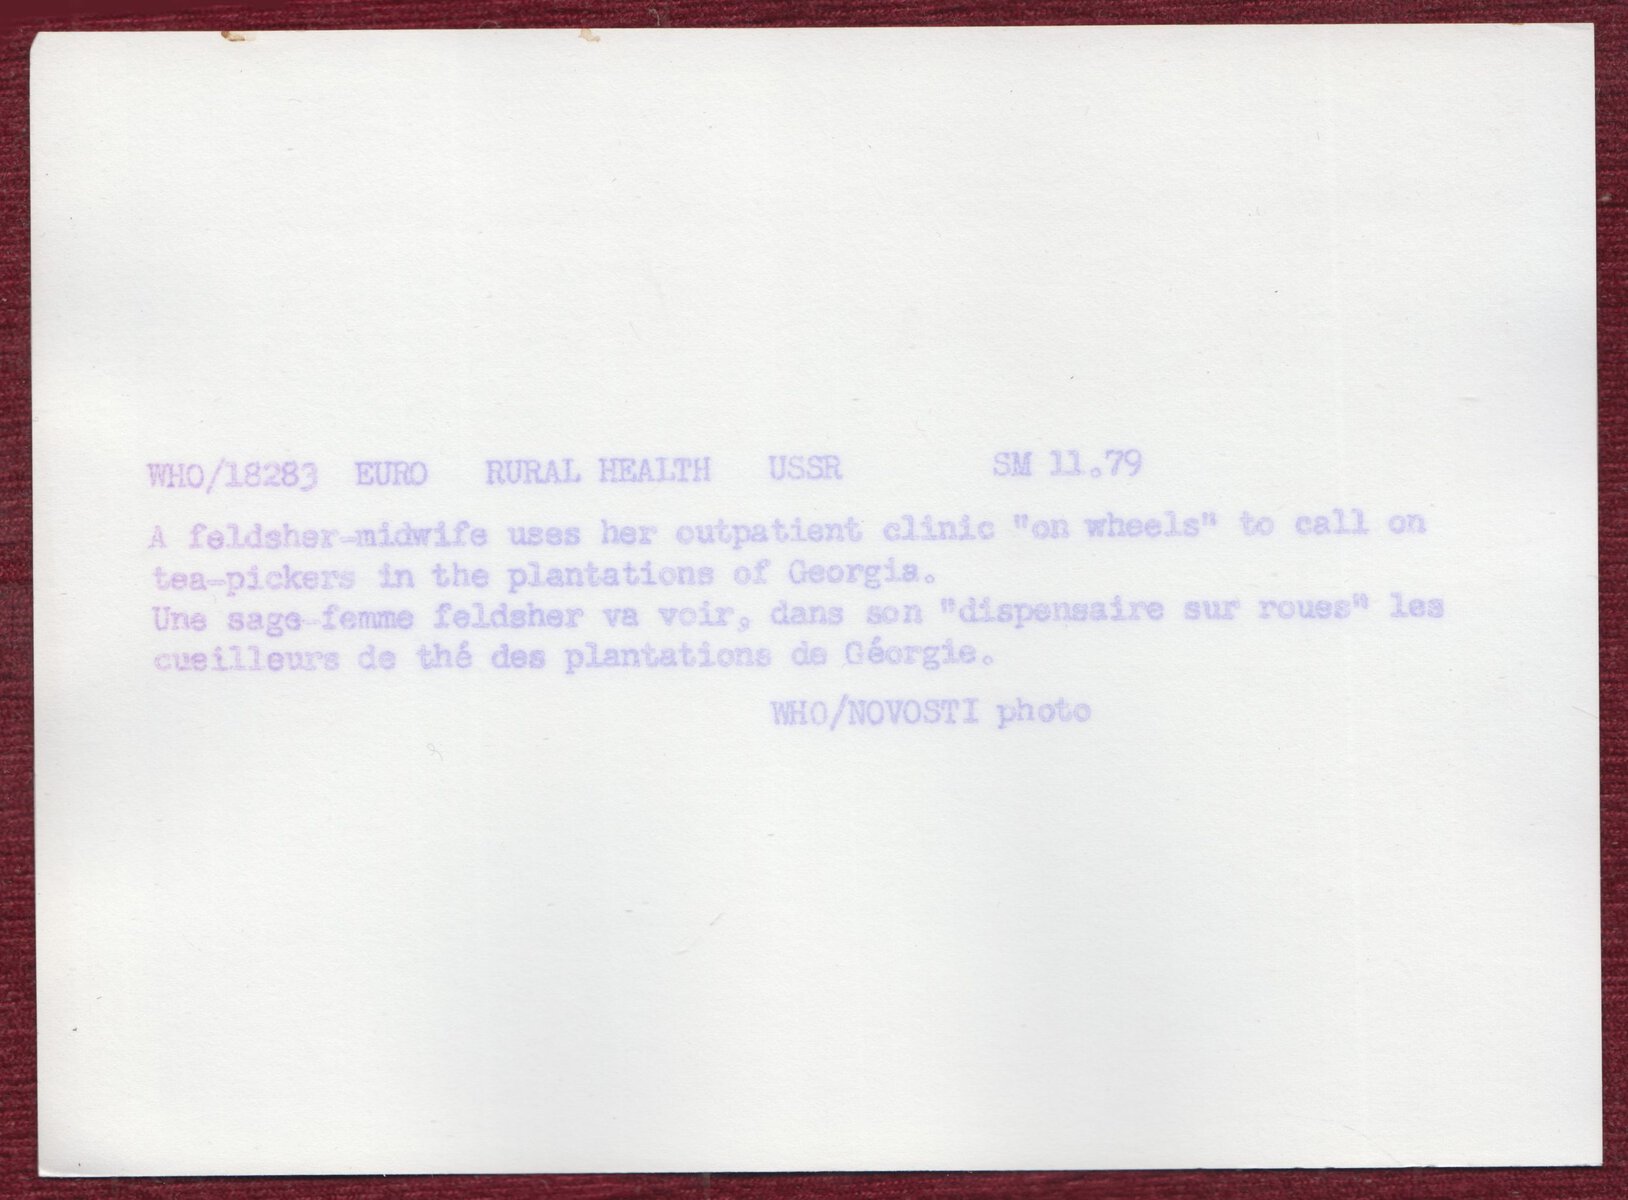 WHO/18283 EURO RURAL HEALTH USSR SM 11.79
A feldsher-midwife uses her outpatient clinic "on wheels" to call on
tea-pickers in the plantations of Georgia.
Une sage-femme feldsher va voir, dans son "dispensaire sur roues" les
cueilleurs de thé des plantations de Géorgie.
WHO/NOVOSTI photo